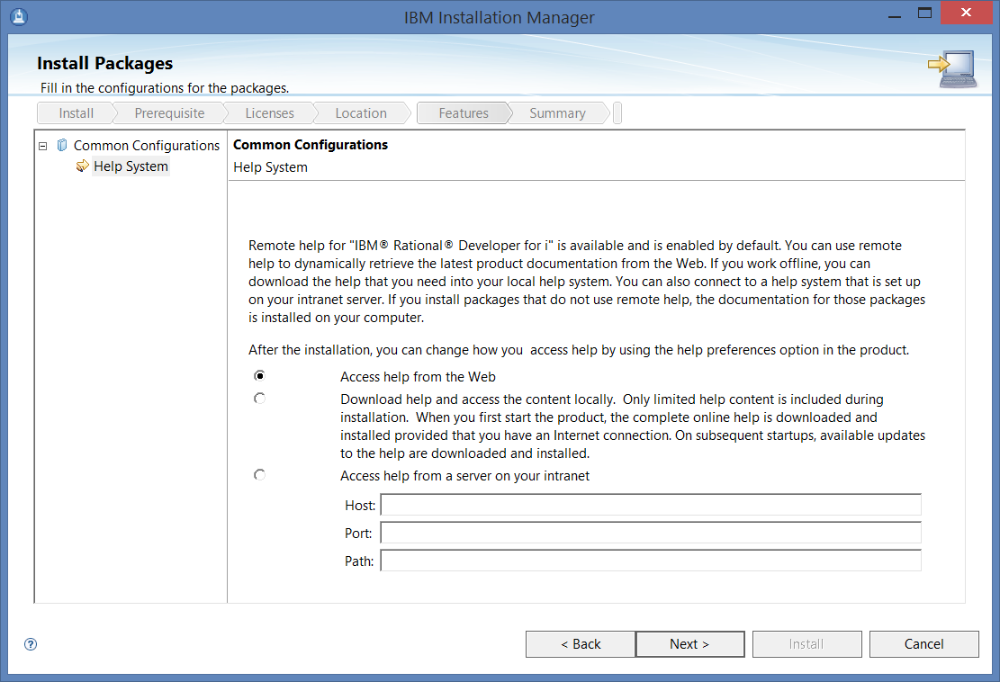 IBM Installation Manager
Install Packages
Fill in the configurations for the packages.
Install
Prerequisite
Licenses
Location
Features
Summary
Common Configurations
Help System
Common Configurations
Help System
Remote help for "IBM® Rational® Developer for i" is available and is enabled by default. You can use remote
help to dynamically retrieve the latest product documentation from the Web. If you work offline, you can
download the help that you need into your local help system. You can also connect to a help system that is set up
on your intranet server. If you install packages that do not use remote help, the documentation for those packages
is installed on your computer.
After the installation, you can change how you  access help by using the help preferences option in the product.
Access help from the Web
Download help and access the content locally.  Only limited help content is included during
installation.  When you first start the product, the complete online help is downloaded and
installed provided that you have an Internet connection. On subsequent startups, available updates
to the help are downloaded and installed.
Access help from a server on your intranet
Host:
Port:
Path:
?
< Back
Next >
Install
Cancel